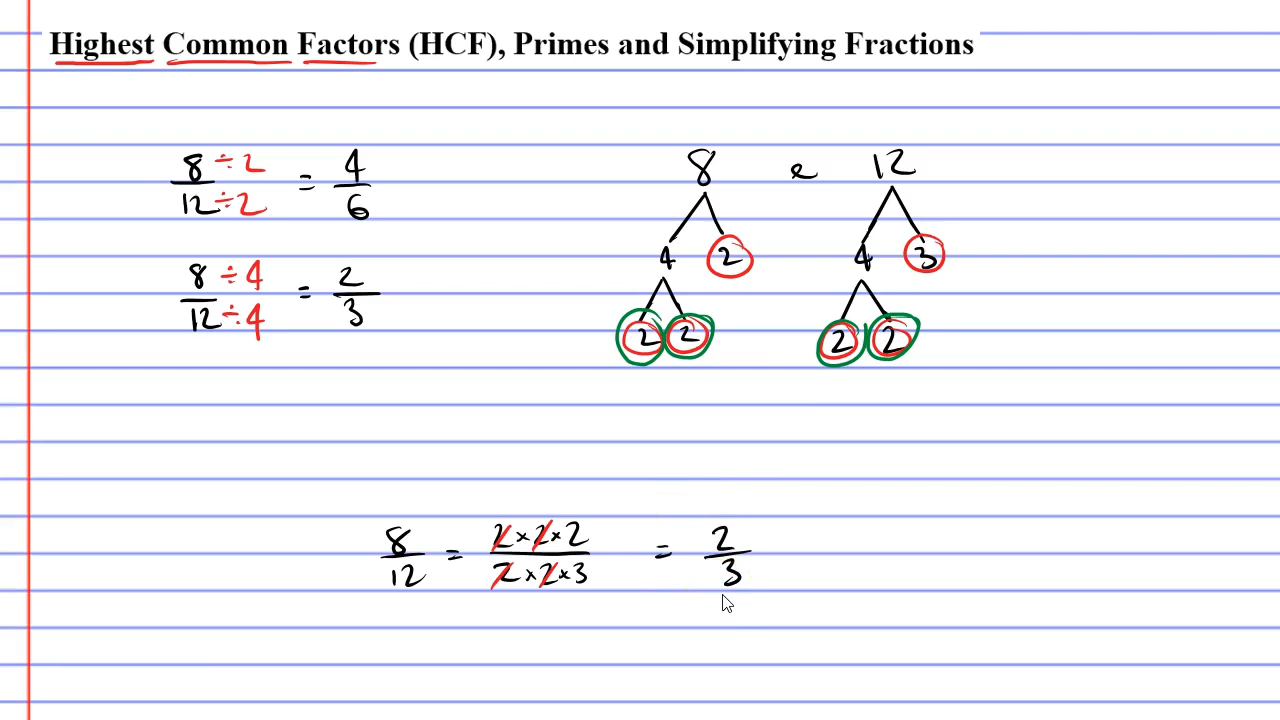 Highest Common Factors (HCF), Primes and Simplifying Fractions
8 ÷2 = 4
12 ÷2 6
8 ÷4 = 2
12 ÷4 3
8 e 12
4 2 4 3
2 2 2 2
8 = 2 × 2 × 2 = 2
12 2 × 2 × 3 3